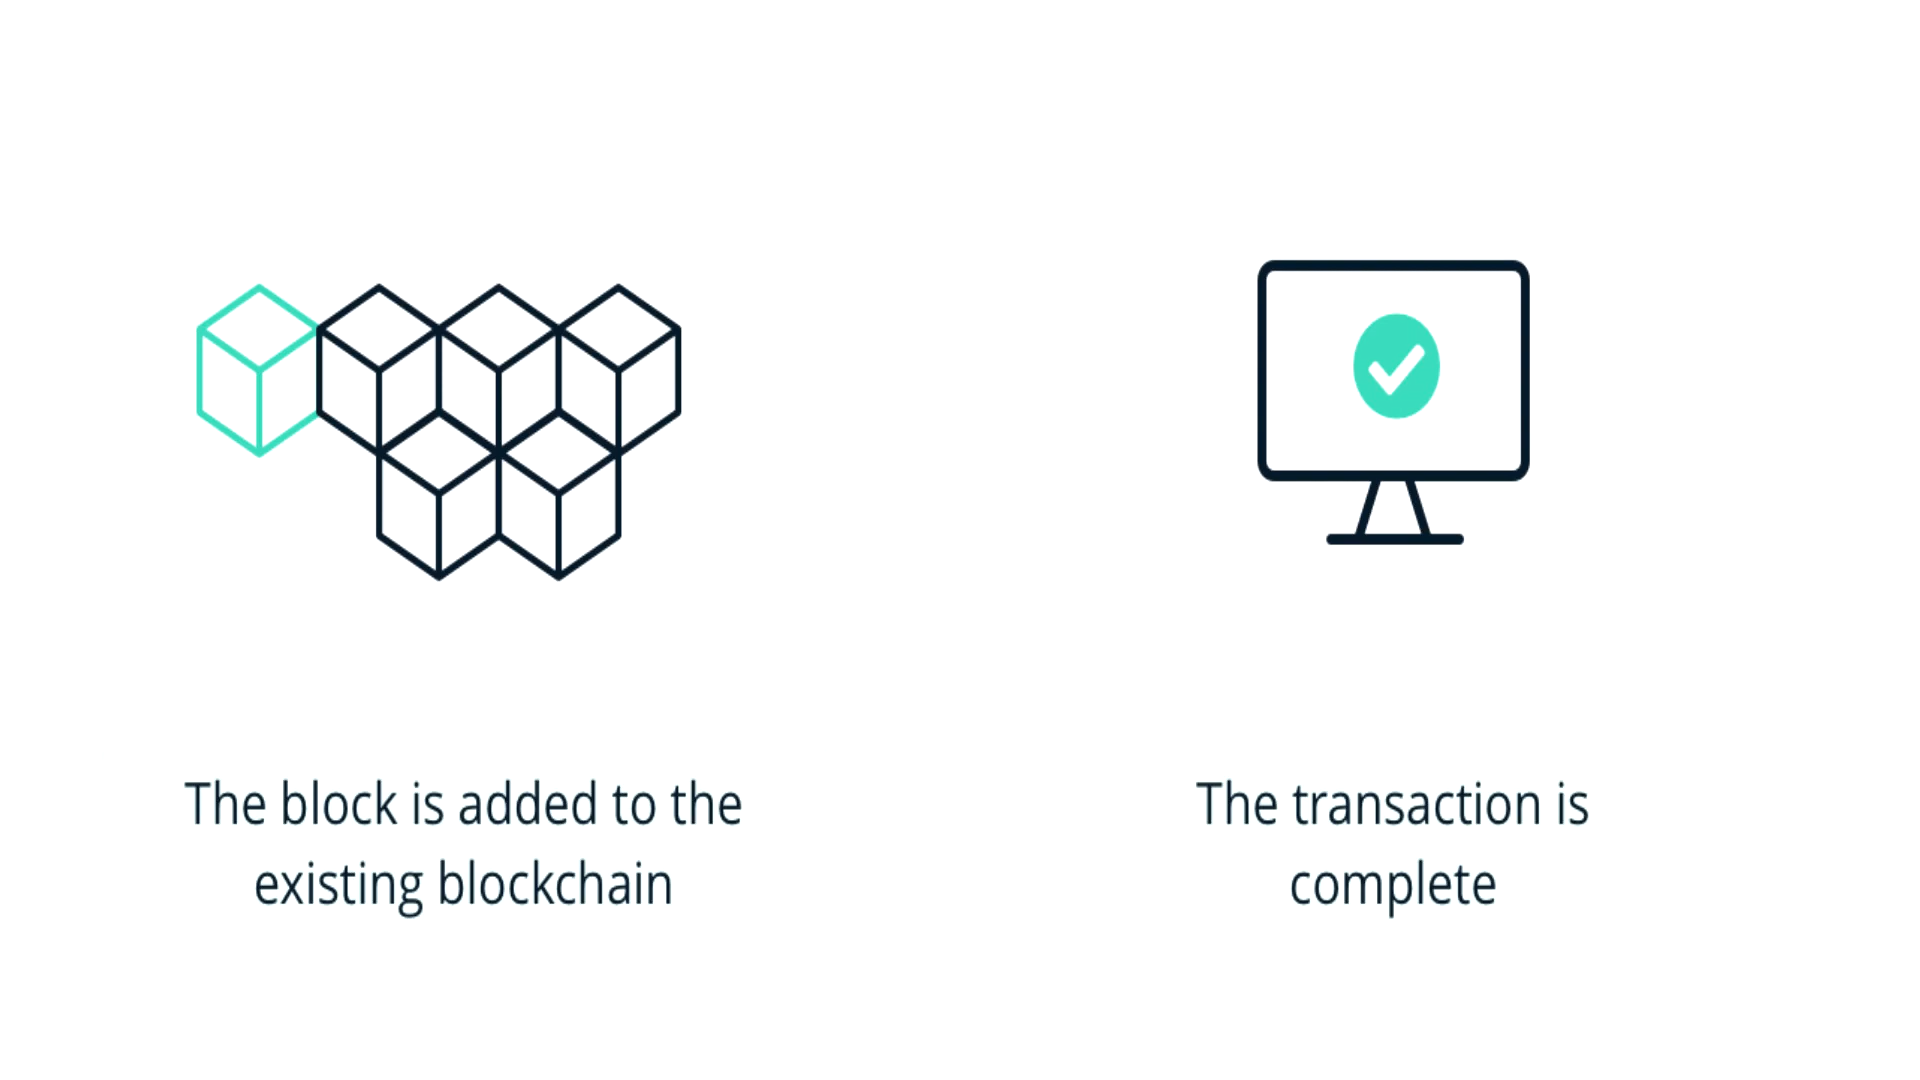 The block is added to the
existing blockchain
The transaction is
complete